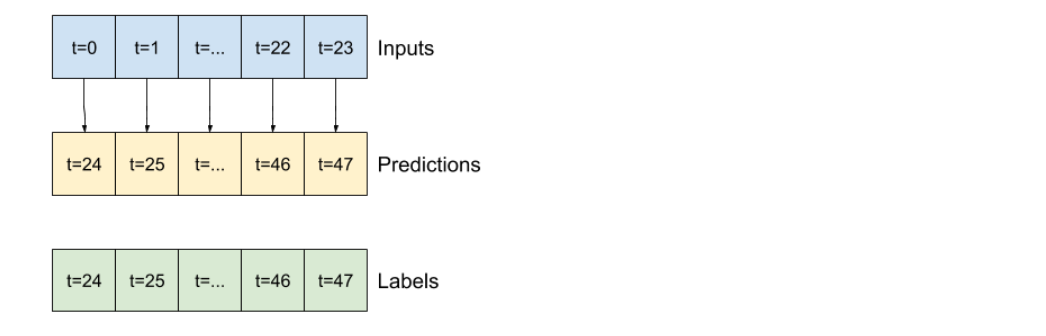 t=0 t=1 t=... t=22 t=23 Inputs
t=24 t=25 t=... t=46 t=47 Predictions
t=24 t=25 t=... t=46 t=47 Labels